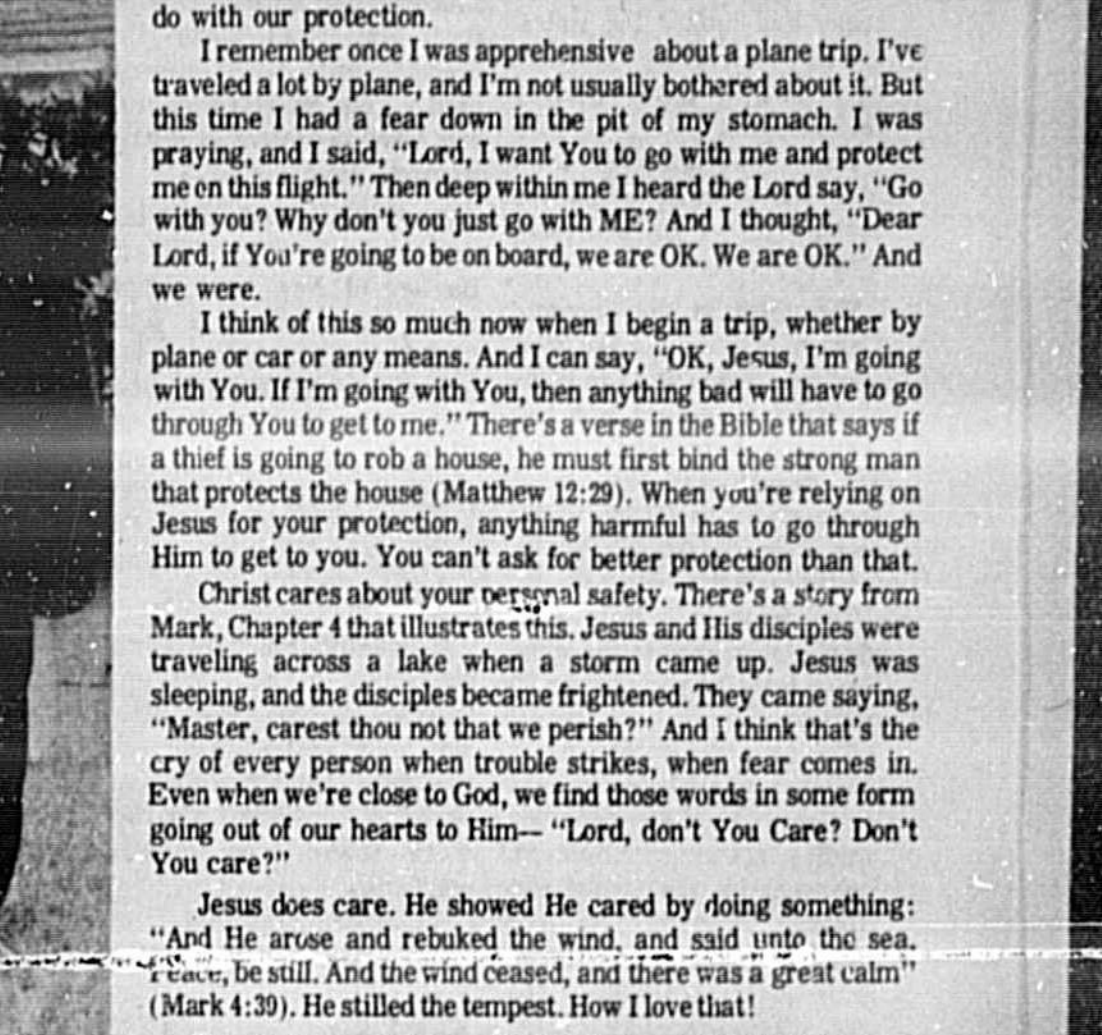 do with our protection.
I remember once I was apprehensive about a plane trip. I've
traveled a lot by plane, and I'm not usually bothered about it. But
this time I had a fear down in the pit of my stomach. I was
praying, and I said, "Lord, I want You to go with me and protect
me on this flight." Then deep within me I heard the Lord say, "Go
with you? Why don't you just go with ME? And I thought, "Dear
Lord, if You're going to be on board, we are OK. We are OK." And
we were.
I think of this so much now when I begin a trip, whether by
plane or car or any means. And I can say, "OK, Jesus, I'm going
with You. If I'm going with You, then anything bad will have to go
through You to get to me." There's a verse in the Bible that says if
a thief is going to rob a house, he must first bind the strong man
that protects the house (Matthew 12:29). When you're relying on
Jesus for your protection, anything harmful has to go through
Him to get to you. You can't ask for better protection than that.
Christ cares about your personal safety. There's a story from
Mark, Chapter 4 that illustrates this. Jesus and His disciples were
traveling across a lake when a storm came up. Jesus was
sleeping, and the disciples became frightened. They came saying,
"Master, carest thou not that we perish?" And I think that's the
cry of every person when trouble strikes, when fear comes in.
Even when we're close to God, we find those words in some form
going out of our hearts to Him-- "Lord, don't You Care? Don't
You care?"
Jesus does care. He showed He cared by doing something:
"And He arose and rebuked the wind, and said unto the sea,
Peace, be still. And the wind ceased, and there was a great calm"
(Mark 4:39). He stilled the tempest. How I love that!